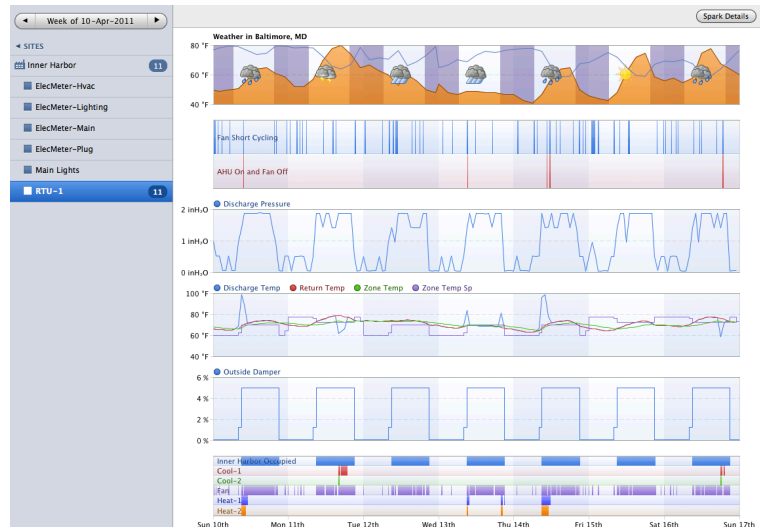 Week of 10-Apr-2011
Spark Details
SITES
Inner Harbor 11
ElecMeter-Hvac
ElecMeter-Lighting
ElecMeter-Main
ElecMeter-Plug
Main Lights
RTU-1 11
Weather in Baltimore, MD
80 °F
60 °F
40 °F
Fan Short Cycling
AHU On and Fan Off
Discharge Pressure
2 inH₂O
1 inH₂O
0 inH₂O
Discharge Temp Return Temp Zone Temp Zone Temp Sp
100 °F
80 °F
60 °F
40 °F
Outside Damper
6 %
4 %
2 %
0 %
Inner Harbor Occupied
Cool-1
Cool-2
Fan
Heat-1
Heat-2
Sun 10th Mon 11th Tue 12th Wed 13th Thu 14th Fri 15th Sat 16th Sun 17th